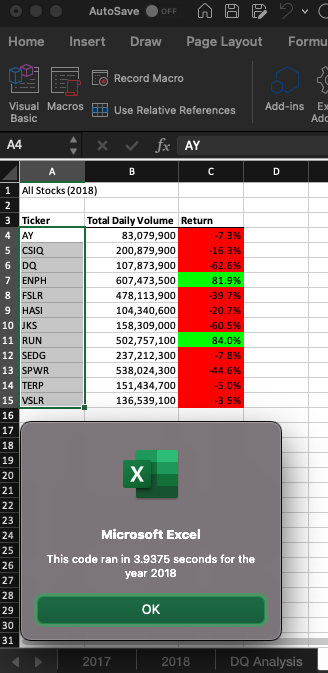 AutoSave OFF
Home Insert Draw Page Layout Formu
Record Macro
Visual Basic Macros Use Relative References Add-ins Ex Add
A4 fx AY
A B C D
1 All Stocks (2018)
2
3 Ticker Total Daily Volume Return
4 AY 83,079,900 -7.3%
5 CSIQ 200,879,900 -16.3%
6 DQ 107,873,900 -62.6%
7 ENPH 607,473,500 81.9%
8 FSLR 478,113,900 -39.7%
9 HASI 104,340,600 -20.7%
10 JKS 158,309,000 -60.5%
11 RUN 502,757,100 84.0%
12 SEDG 237,212,300 -7.8%
13 SPWR 538,024,300 -44.6%
14 TERP 151,434,700 -5.0%
15 VSLR 136,539,100 -3.5%
16
17
18
19
20
21
X
22
23
24
Microsoft Excel
25
26
This code ran in 3.9375 seconds for the
27
year 2018
28
29
OK
30
31
2017 2018 DQ Analysis